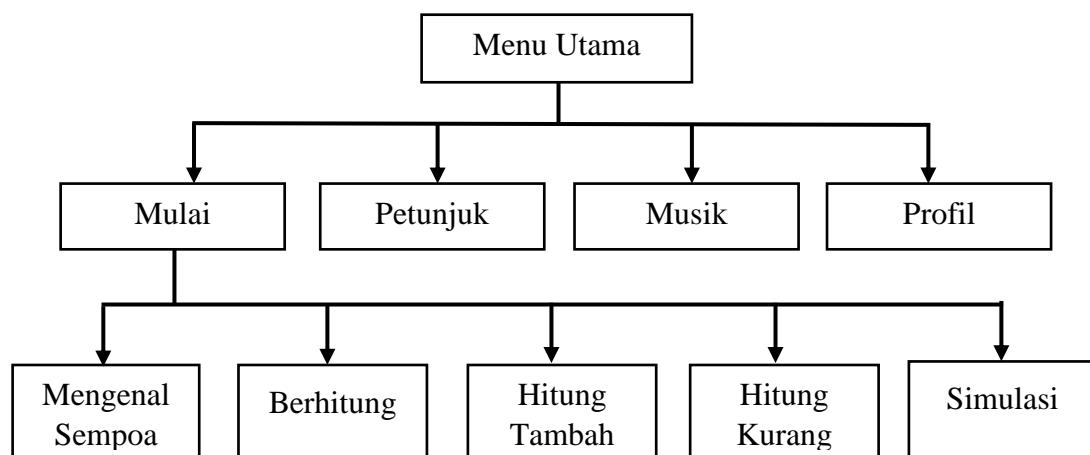 Menu Utama
Mulai
Petunjuk
Musik
Profil
Mengenal
Sempoa
Berhitung
Hitung
Tambah
Hitung
Kurang
Simulasi